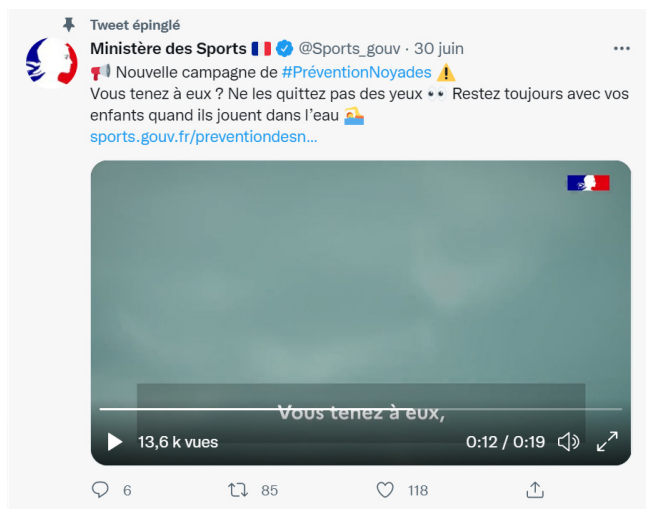 Tweet épinglé
Ministère des Sports 🇫🇷 @Sports_gouv · 30 juin
📢 Nouvelle campagne de #PréventionNoyades ⚠️
Vous tenez à eux ? Ne les quittez pas des yeux 👀 Restez toujours avec vos
enfants quand ils jouent dans l'eau 🏊
sports.gouv.fr/preventiondesn...
Vous tenez à eux,
13,6 k vues 0:12 / 0:19
6 85 118